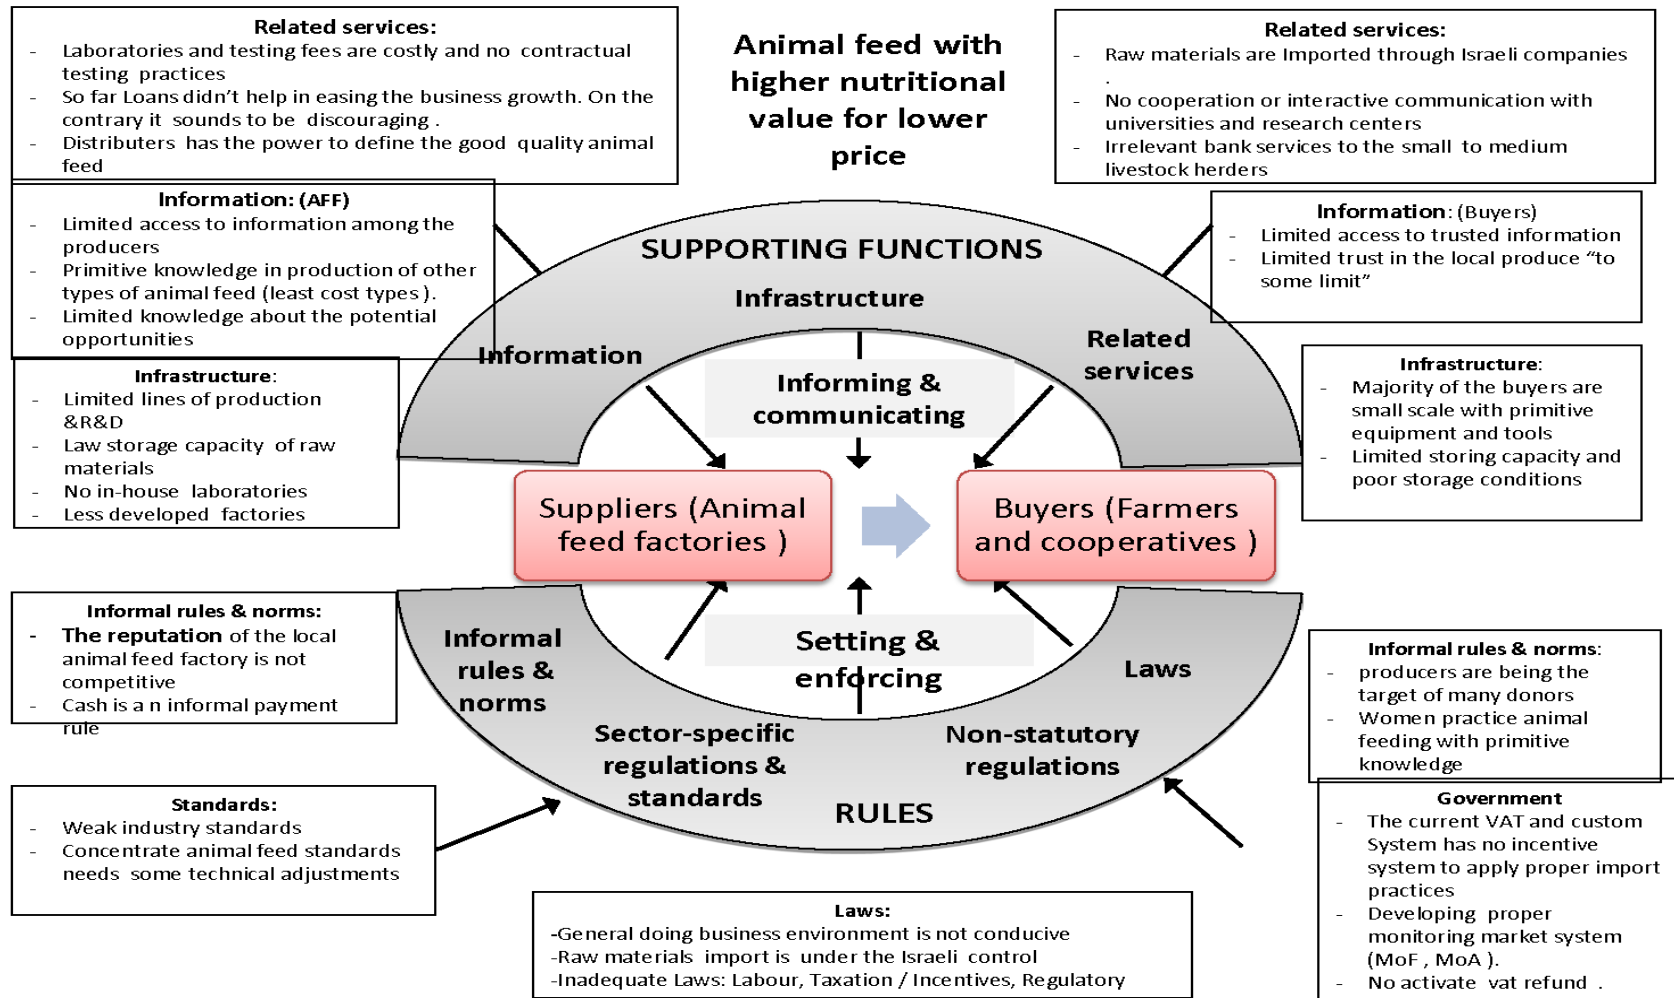 Related services:
- Laboratories and testing fees are costly and no contractual
testing practices
- So far Loans didn't help in easing the business growth. On the
contrary it sounds to be discouraging .
- Distributers has the power to define the good quality animal
feed
Animal feed with
higher nutritional
value for lower
price
Related services:
- Raw materials are Imported through Israeli companies
.
- No cooperation or interactive communication with
universities and research centers
- Irrelevant bank services to the small to medium
livestock herders
Information: (AFF)
- Limited access to information among the
producers
- Primitive knowledge in production of other
types of animal feed (least cost types ).
- Limited knowledge about the potential
opportunities
Information: (Buyers)
- Limited access to trusted information
- Limited trust in the local produce "to
some limit"
SUPPORTING FUNCTIONS
Infrastructure
Information
Related
services
Infrastructure:
- Limited lines of production
&R&D
- Law storage capacity of raw
materials
- No in-house laboratories
- Less developed factories
Informing &
communicating
Infrastructure:
- Majority of the buyers are
small scale with primitive
equipment and tools
- Limited storing capacity and
poor storage conditions
Suppliers (Animal
feed factories )
Buyers (Farmers
and cooperatives )
Informal rules & norms:
- The reputation of the local
animal feed factory is not
competitive
- Cash is a n informal payment
rule
Informal
rules &
norms
Setting &
enforcing
Laws
Sector-specific
regulations &
standards
Non-statutory
regulations
RULES
Informal rules & norms:
- producers are being the
target of many donors
- Women practice animal
feeding with primitive
knowledge
Standards:
- Weak industry standards
- Concentrate animal feed standards
needs some technical adjustments
Laws:
-General doing business environment is not conducive
-Raw materials import is under the Israeli control
-Inadequate Laws: Labour, Taxation / Incentives, Regulatory
Government
- The current VAT and custom
System has no incentive
system to apply proper import
practices
- Developing proper
monitoring market system
(MoF , MoA ).
- No activate vat refund .